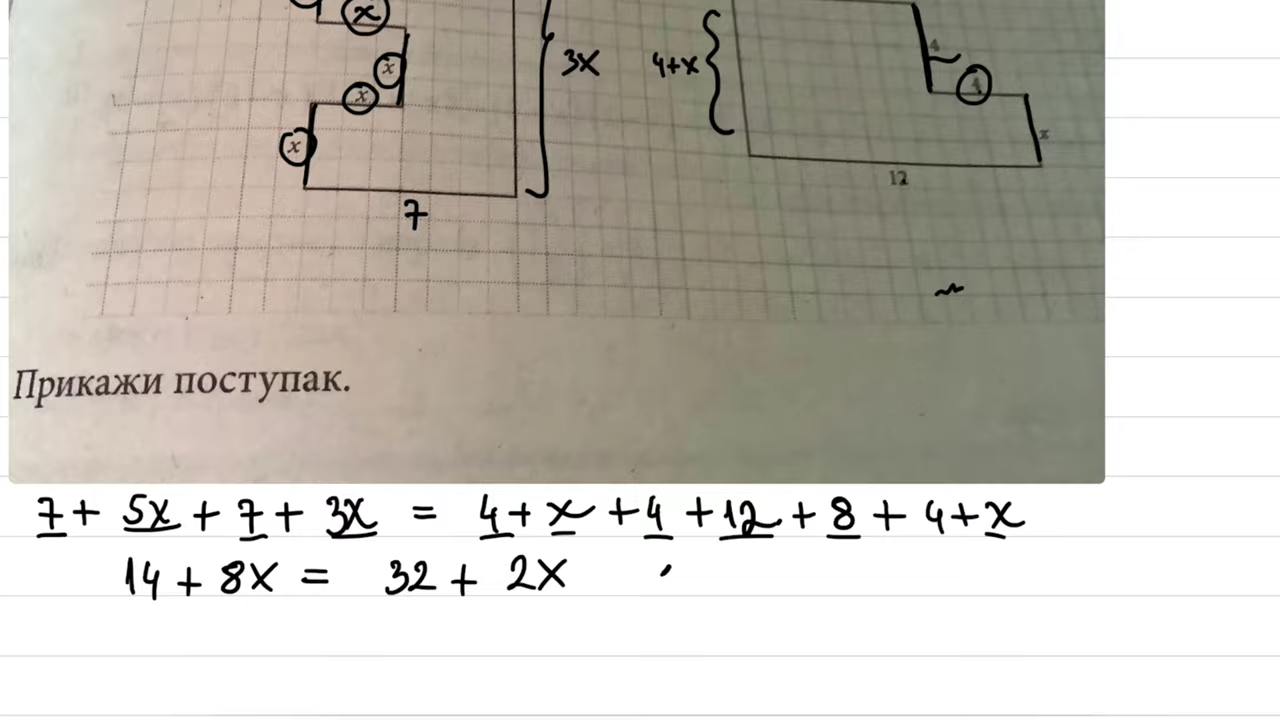 x
x
x
x
3x
7
4+x
4
4
x
12
Прикажи поступак.
7 + 5x + 7 + 3x = 4 + x + 4 + 12 + 8 + 4 + x
14 + 8x = 32 + 2x